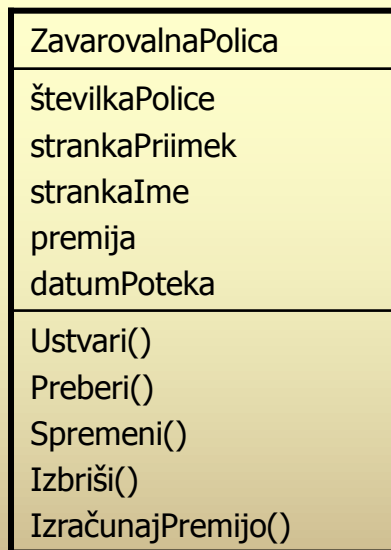 ZavarovalnaPolica
številkaPolice
strankaPriimek
strankaIme
premija
datumPoteka
Ustvari()
Preberi()
Spremeni()
Izbriši()
IzračunajPremijo()